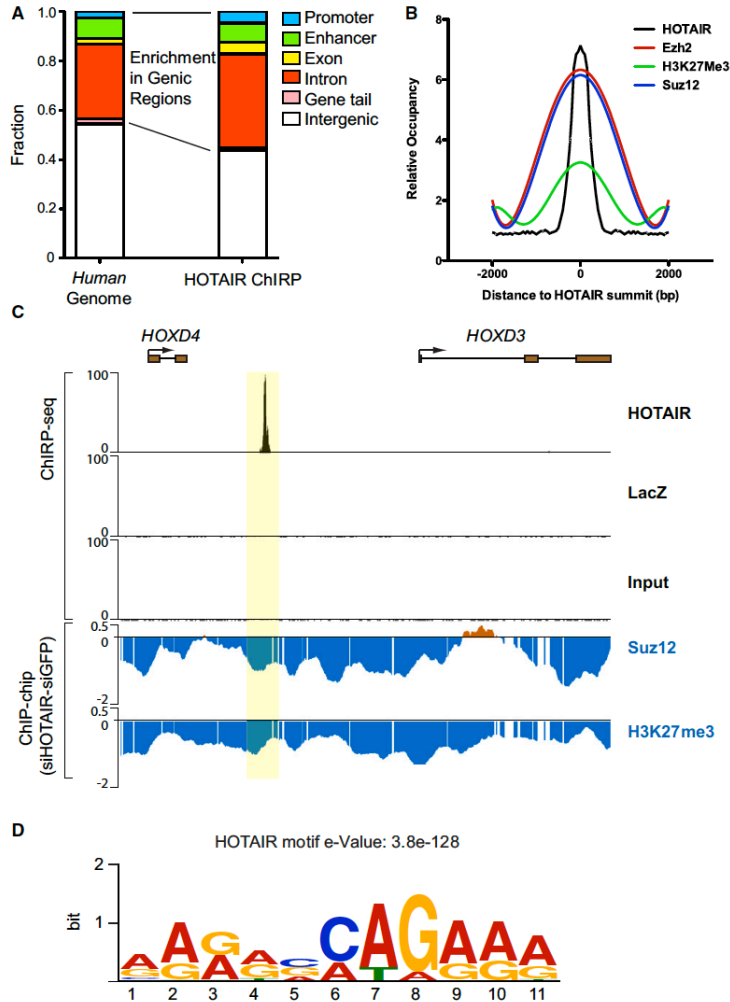 A
1.0
0.8
0.6
0.4
0.2
0
Fraction
Enrichment
in Genic
Regions
Human
Genome
HOTAIR ChIRP
Promoter
Enhancer
Exon
Intron
Gene tail
Intergenic
B
8
6
4
2
0
Relative Occupancy
-2000
0
2000
Distance to HOTAIR summit (bp)
HOTAIR
Ezh2
H3K27Me3
Suz12
C
HOXD4
HOXD3
ChIRP-seq
100
0
HOTAIR
100
0
LacZ
100
0
Input
ChIP-chip
(siHOTAIR-siGFP)
0.5
0
-2
Suz12
0.5
0
-2
H3K27me3
D
HOTAIR motif e-Value: 3.8e-128
2
1
bit
A A G A C C A G A A A
G G A G G A T A G G G
1 2 3 4 5 6 7 8 9 10 11